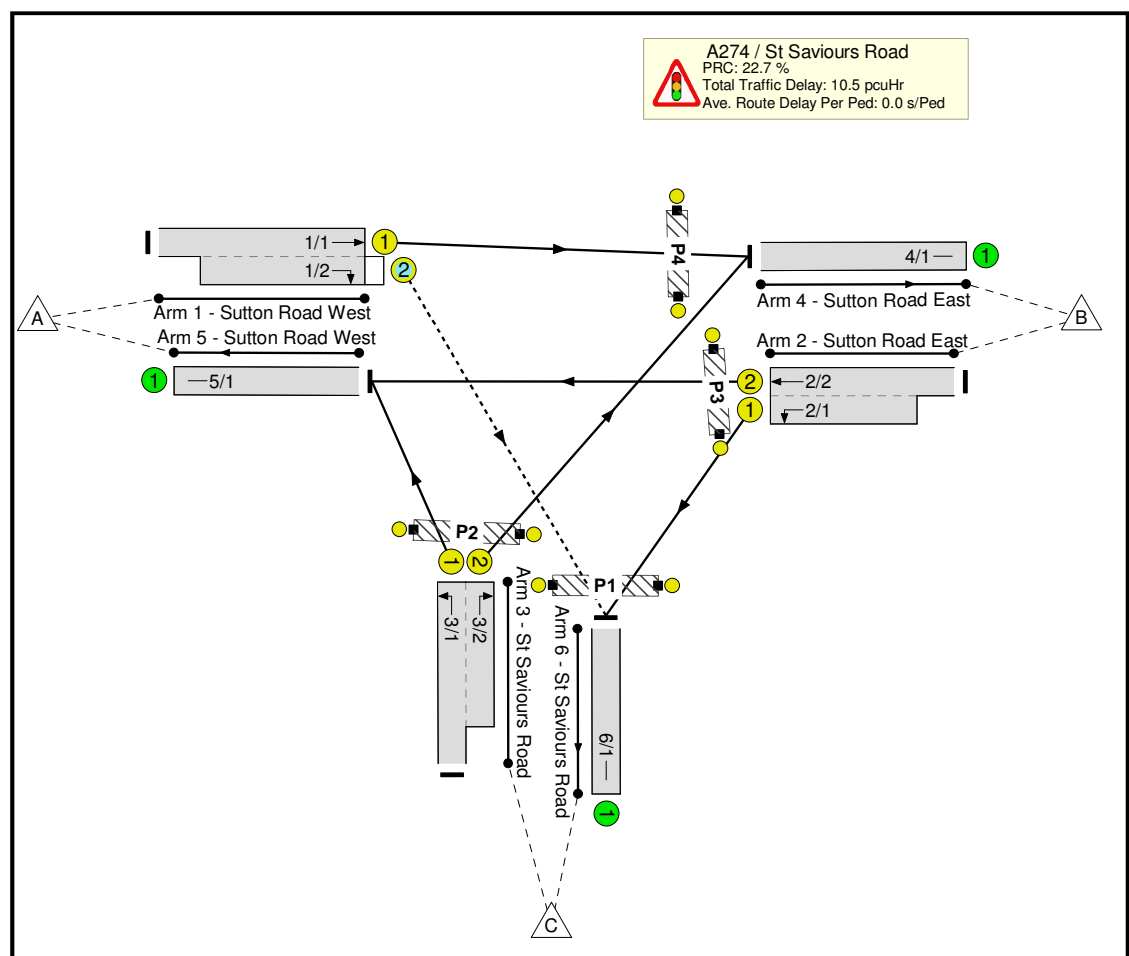 A274 / St Saviours Road
PRC: 22.7 %
Total Traffic Delay: 10.5 pcuHr
Ave. Route Delay Per Ped: 0.0 s/Ped
1/1
1
1/2
2
P4
4/1
1
A
Arm 1 - Sutton Road West
Arm 4 - Sutton Road East
B
Arm 5 - Sutton Road West
Arm 2 - Sutton Road East
1
5/1
P3
2
2/2
1
2/1
P2
1
2
P1
3/1
3/2
Arm 3 - St Saviours Road
Arm 6 - St Saviours Road
6/1
1
C